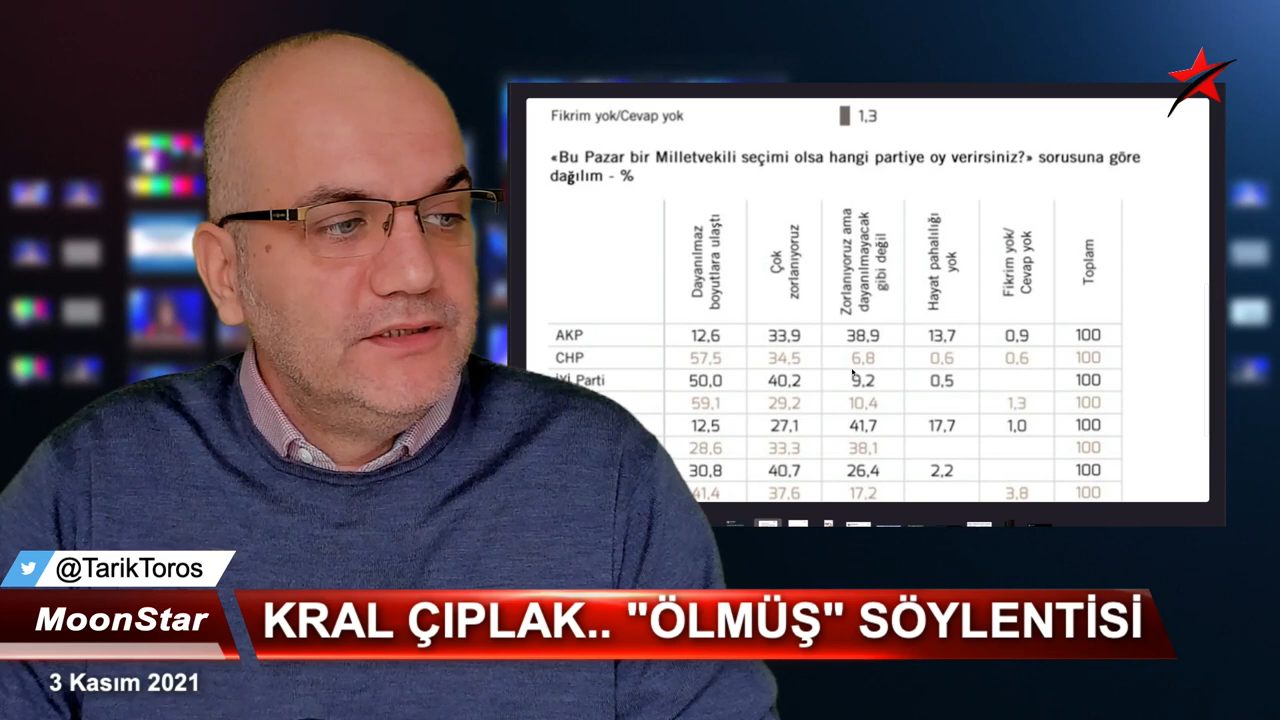 Fikrim yok/Cevap yok 1,3
«Bu Pazar bir Milletvekili seçimi olsa hangi partiye oy verirsiniz?» sorusuna göre
dağılım - %
Dayanılmaz
boyutlara ulaştı
Çok
zorlanıyoruz
Zorlanıyoruz ama
dayanılmayacak
gibi değil
Hayat pahalılığı
yok
Fikrim yok/
Cevap yok
Toplam
AKP 12,6 33,9 38,9 13,7 0,9 100
CHP 57,5 34,5 6,8 0,6 0,6 100
İYİ Parti 50,0 40,2 9,2 0,5 100
59,1 29,2 10,4 1,3 100
12,5 27,1 41,7 17,7 1,0 100
28,6 33,3 38,1 100
30,8 40,7 26,4 2,2 100
41,4 37,6 17,2 3,8 100
@TarikToros
MoonStar
KRAL ÇIPLAK.. "ÖLMÜŞ" SÖYLENTİSİ
3 Kasım 2021